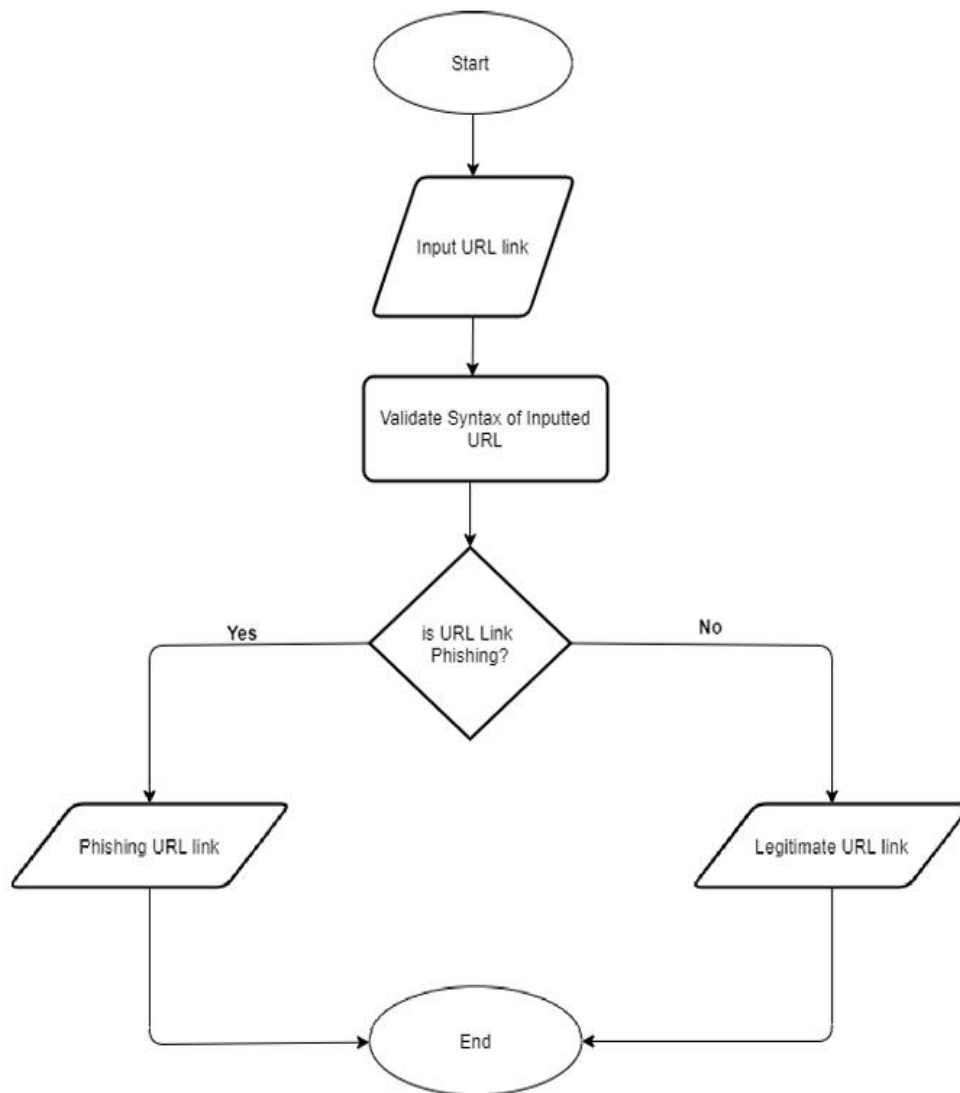 Start
Input URL link
Validate Syntax of Inputted
URL
is URL Link
Phishing?
Yes
No
Phishing URL link
Legitimate URL link
End